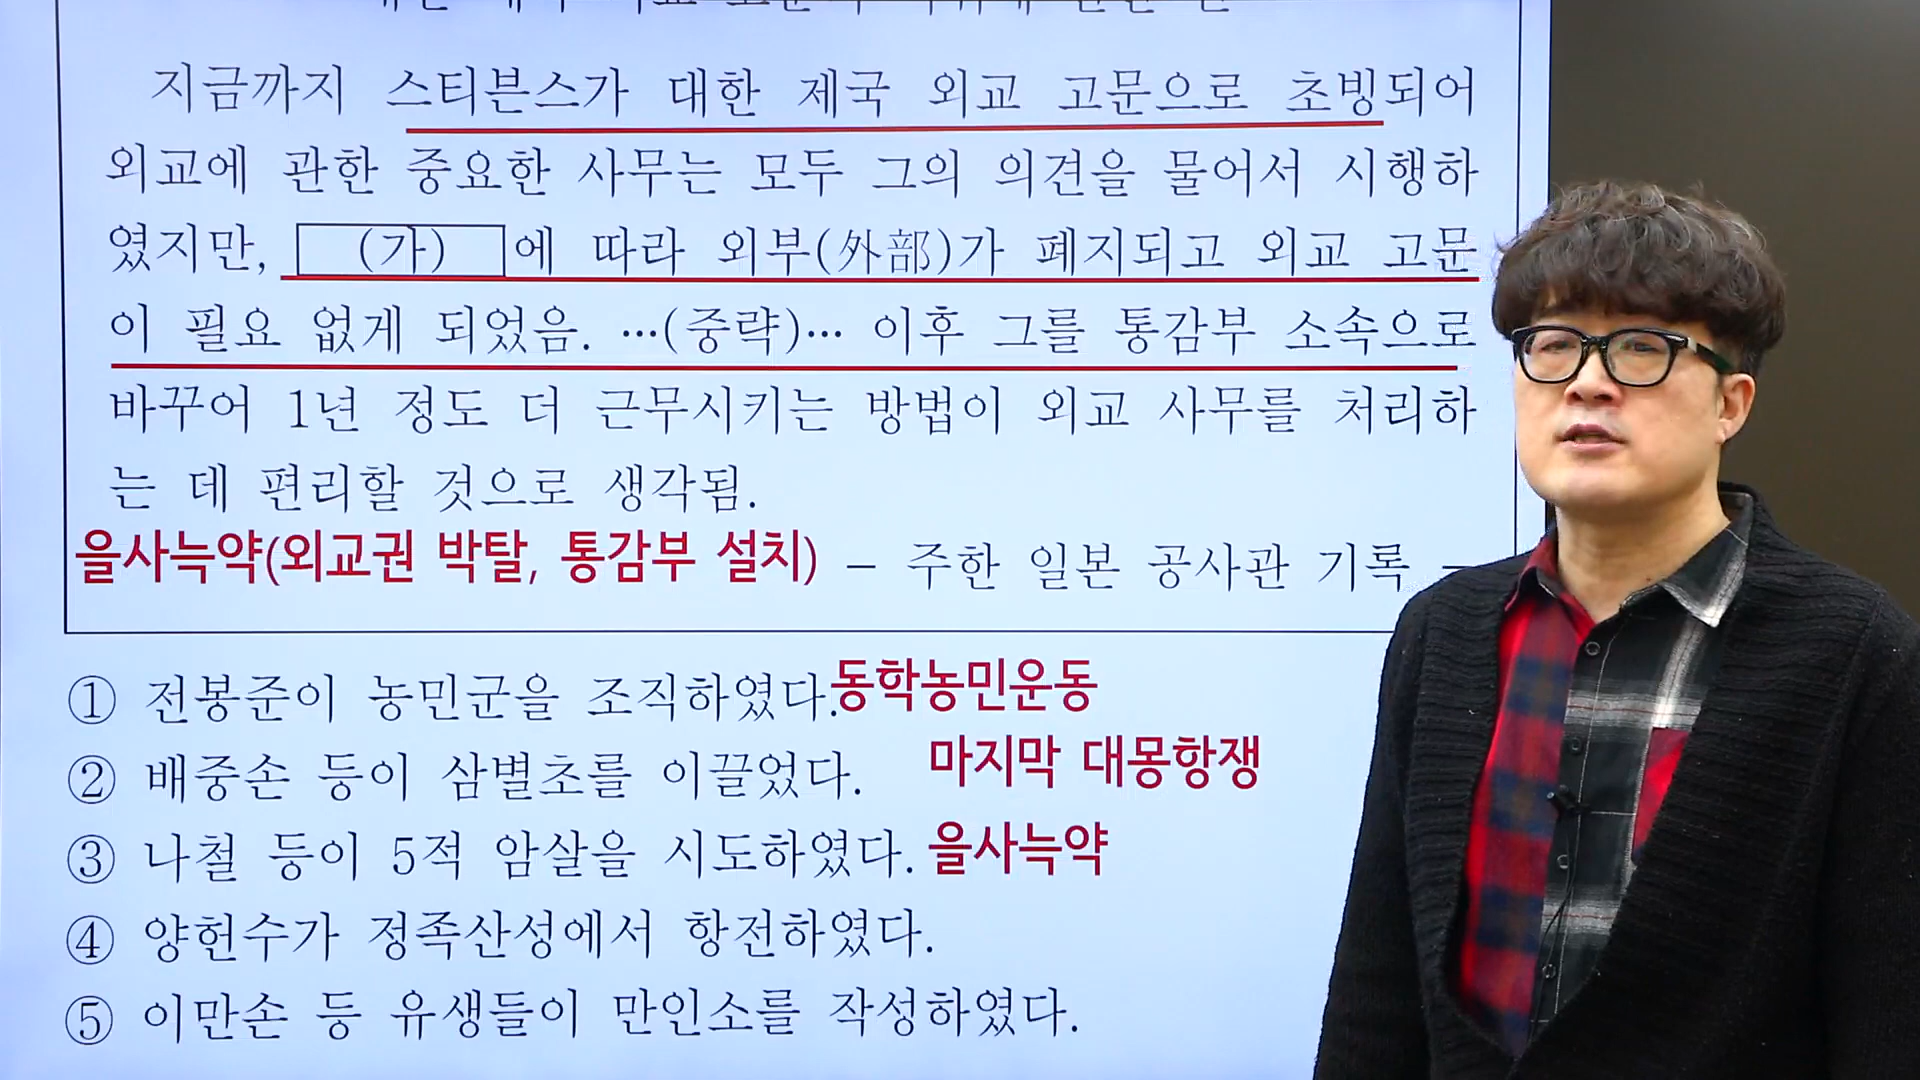 지금까지 스티븐스가 대한 제국 외교 고문으로 초빙되어
외교에 관한 중요한 사무는 모두 그의 의견을 물어서 시행하
였지만, (가) 에 따라 외부(外部)가 폐지되고 외교 고문
이 필요 없게 되었음. …(중략)… 이후 그를 통감부 소속으로
바꾸어 1년 정도 더 근무시키는 방법이 외교 사무를 처리하
는 데 편리할 것으로 생각됨.
을사늑약(외교권 박탈, 통감부 설치) - 주한 일본 공사관 기록 -
① 전봉준이 농민군을 조직하였다. 동학농민운동
② 배중손 등이 삼별초를 이끌었다. 마지막 대몽항쟁
③ 나철 등이 5적 암살을 시도하였다. 을사늑약
④ 양헌수가 정족산성에서 항전하였다.
⑤ 이만손 등 유생들이 만인소를 작성하였다.